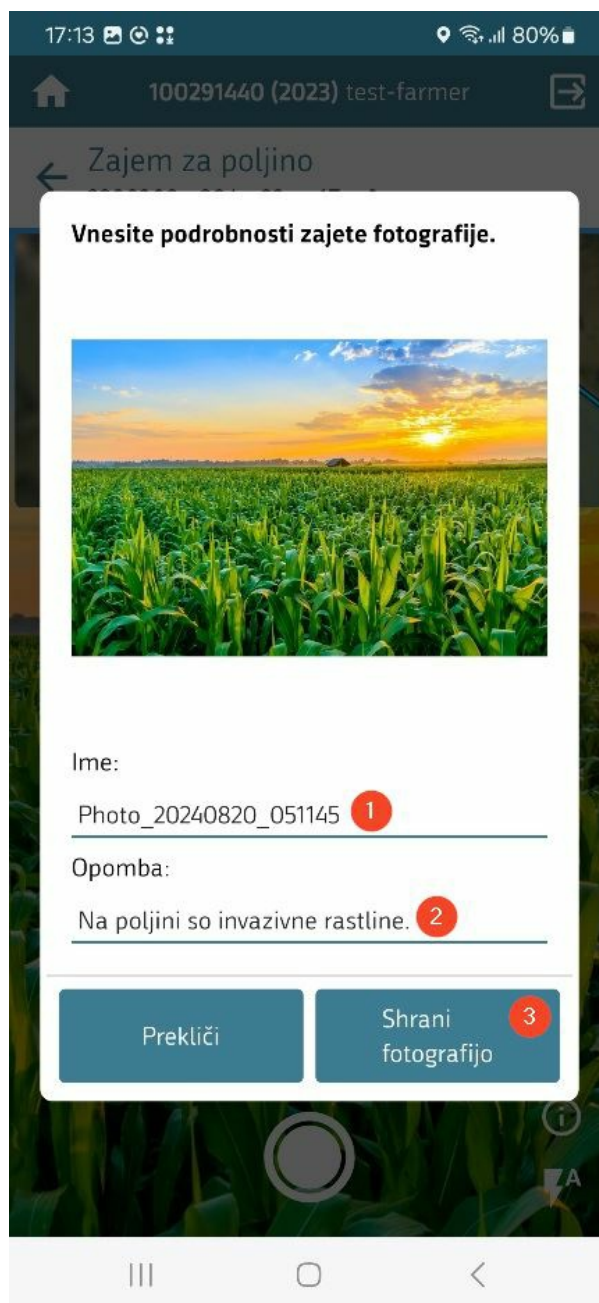 17:13 80%
100291440 (2023) test-farmer
Zajem za poljino
Vnesite podrobnosti zajete fotografije.
Ime:
Photo_20240820_051145 1
Opomba:
Na poljini so invazivne rastline. 2
Prekliči
Shrani 3
fotografijo
A